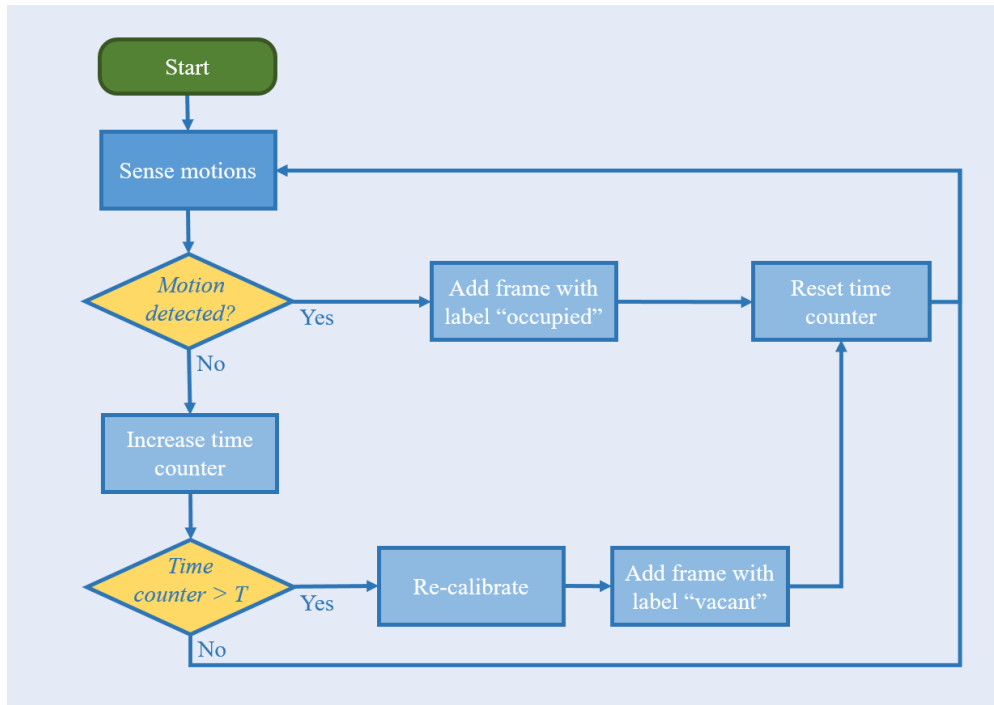 Start
Sense motions
Motion
detected?
Yes
Add frame with
label “occupied”
Reset time
counter
No
Increase time
counter
Time
counter > T
Yes
Re-calibrate
Add frame with
label “vacant”
No